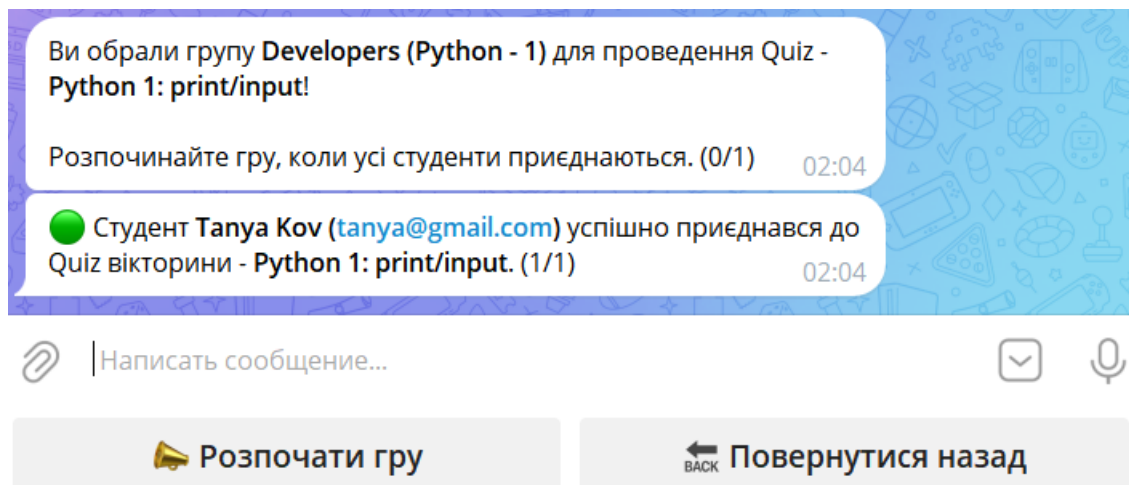 Ви обрали групу Developers (Python - 1) для проведення Quiz -
Python 1: print/input!
Розпочинайте гру, коли усі студенти приєднаються. (0/1)
02:04
Студент Tanya Kov (tanya@gmail.com) успішно приєднався до
Quiz вікторини - Python 1: print/input. (1/1)
02:04
Написать сообщение...
Розпочати гру
BACK Повернутися назад